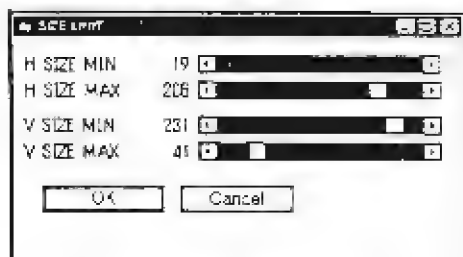 SIZE LIMIT
H SIZE MIN 19
H SIZE MAX 206
V SIZE MIN 231
V SIZE MAX 45
OK Cancel